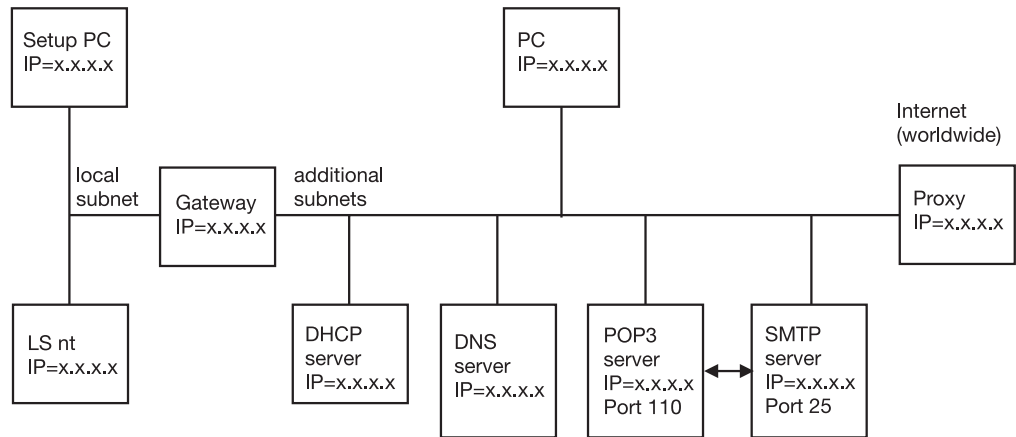 Setup PC
IP=x.x.x.x
PC
IP=x.x.x.x
Internet
(worldwide)
local
subnet
Gateway
IP=x.x.x.x
additional
subnets
Proxy
IP=x.x.x.x
LS nt
IP=x.x.x.x
DHCP
server
IP=x.x.x.x
DNS
server
IP=x.x.x.x
POP3
server
IP=x.x.x.x
Port 110
SMTP
server
IP=x.x.x.x
Port 25